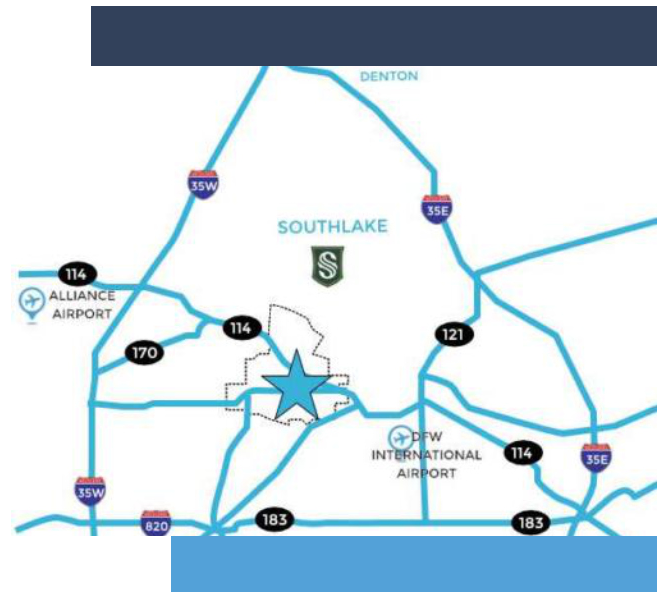 DENTON
35W
35E
SOUTHLAKE
S
114
ALLIANCE
AIRPORT
114
121
170
DFW
INTERNATIONAL
AIRPORT
114
35E
35W
820
183
183